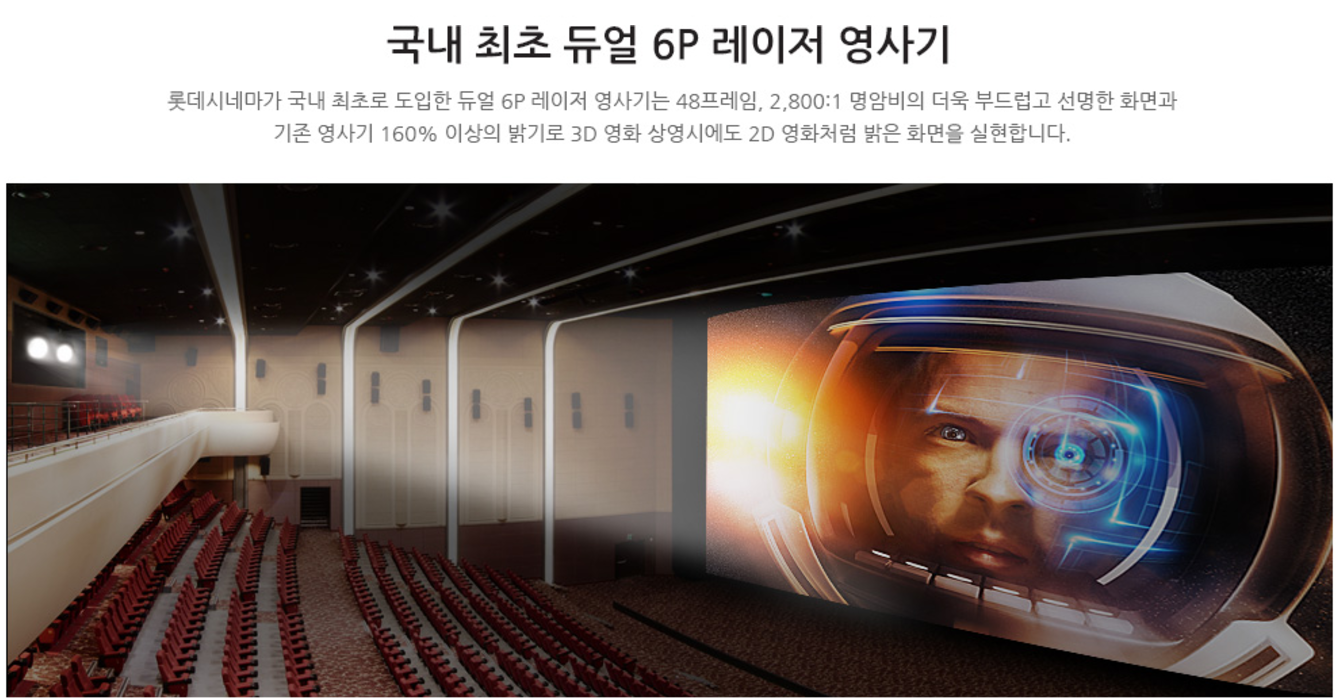 국내 최초 듀얼 6P 레이저 영사기
롯데시네마가 국내 최초로 도입한 듀얼 6P 레이저 영사기는 48프레임, 2,800:1 명암비의 더욱 부드럽고 선명한 화면과
기존 영사기 160% 이상의 밝기로 3D 영화 상영시에도 2D 영화처럼 밝은 화면을 실현합니다.